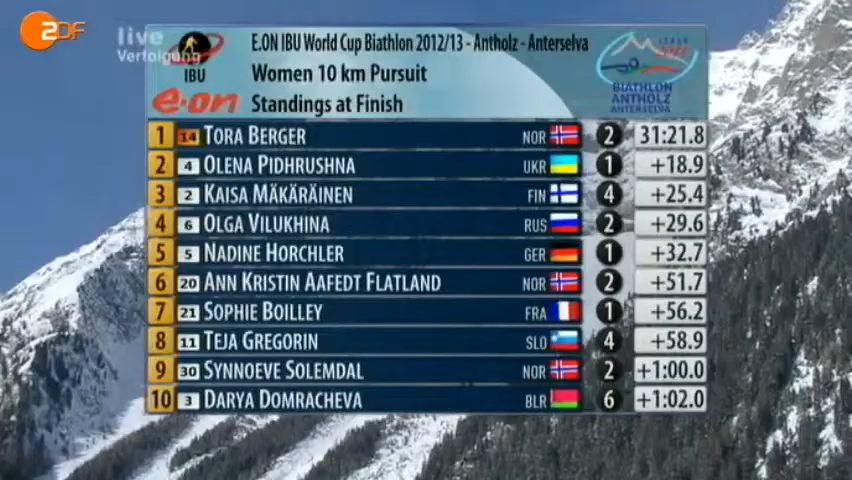 ZDF
live
Verfolgung
IBU
E.ON IBU World Cup Biathlon 2012/13 - Antholz - Anterselva
Women 10 km Pursuit
e·on
Standings at Finish
ITALIA
BIATHLON
ANTHOLZ
ANTERSELVA
1 14 TORA BERGER NOR 2 31:21.8
2 4 OLENA PIDHRUSHNA UKR 1 +18.9
3 2 KAISA MÄKÄRÄINEN FIN 4 +25.4
4 6 OLGA VILUKHINA RUS 2 +29.6
5 5 NADINE HORCHLER GER 1 +32.7
6 20 ANN KRISTIN AAFEDT FLATLAND NOR 2 +51.7
7 21 SOPHIE BOILLEY FRA 1 +56.2
8 11 TEJA GREGORIN SLO 4 +58.9
9 30 SYNNOEVE SOLEMDAL NOR 2 +1:00.0
10 3 DARYA DOMRACHEVA BLR 6 +1:02.0